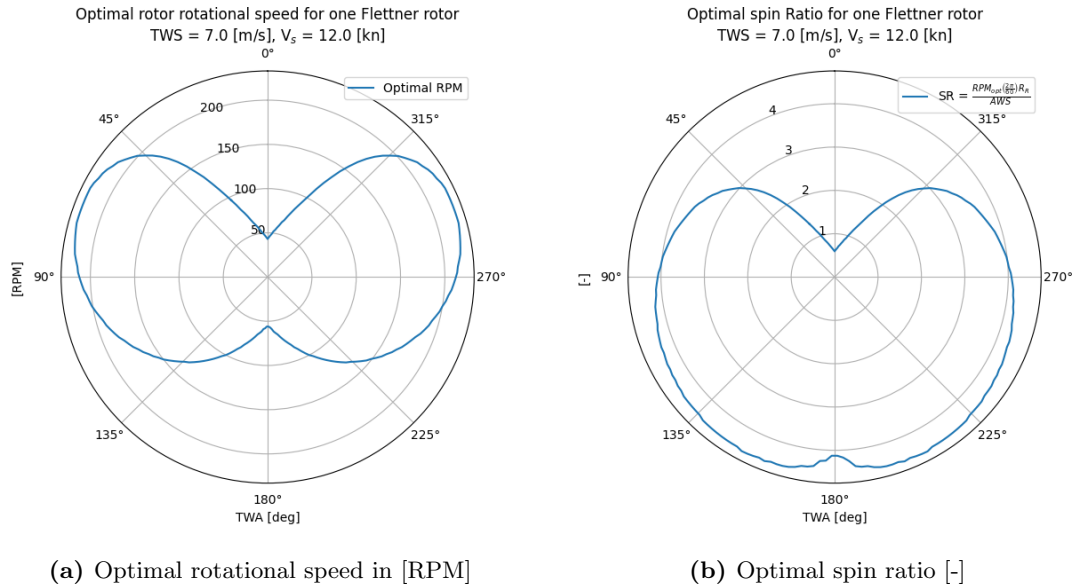 Optimal rotor rotational speed for one Flettner rotor
TWS = 7.0 [m/s], V_s = 12.0 [kn]
0°
Optimal RPM
200
150
100
50
45°
315°
90°
270°
135°
225°
180°
[RPM]
TWA [deg]
(a) Optimal rotational speed in [RPM]
Optimal spin Ratio for one Flettner rotor
TWS = 7.0 [m/s], V_s = 12.0 [kn]
0°
SR = RPM_opt(2π/60)R_R / AWS
4
3
2
1
45°
315°
90°
270°
135°
225°
180°
[-]
TWA [deg]
(b) Optimal spin ratio [-]